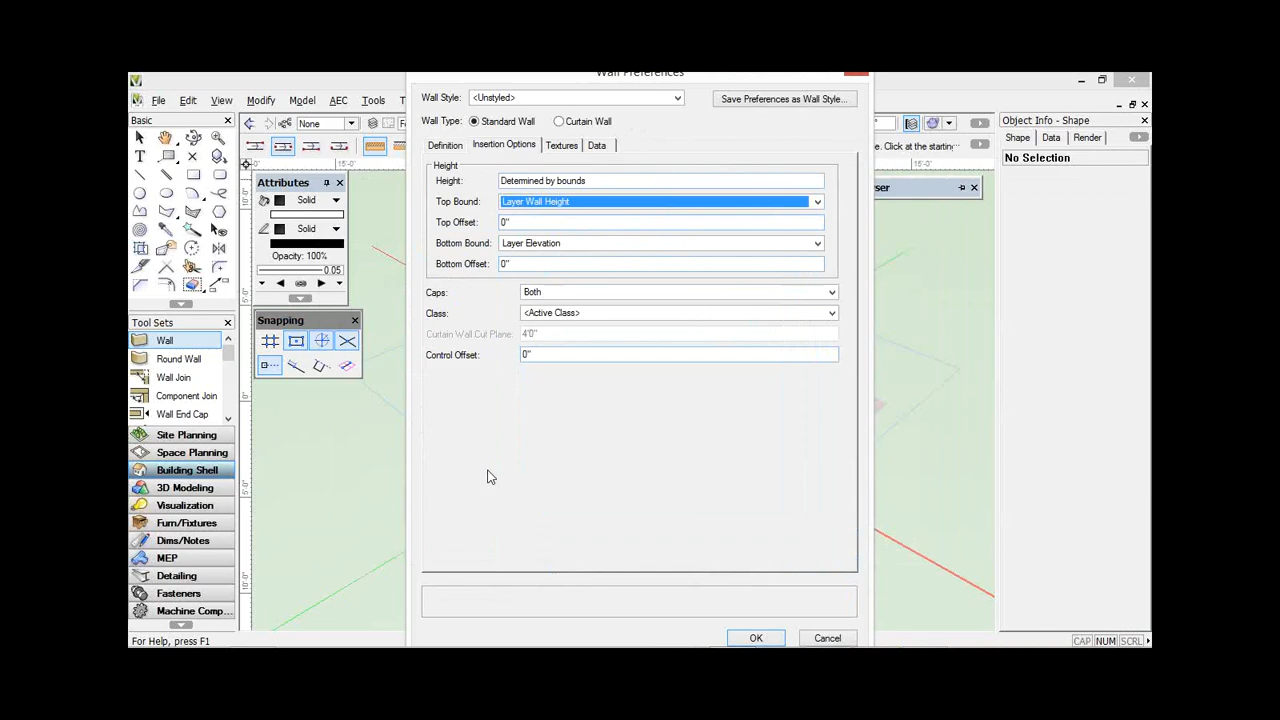 Wall Preferences
File Edit View Modify Model AEC Tools
Wall Style: <Unstyled> Save Preferences as Wall Style...
Wall Type: Standard Wall Curtain Wall
Definition Insertion Options Textures Data
Height
Height: Detemined by bounds
Top Bound: Layer Wall Height
Top Offset: 0"
Bottom Bound: Layer Elevation
Bottom Offset: 0"
Caps: Both
Class: <Active Class>
Curtain Wall Cut Plane: 4'0"
Control Offset: 0"
OK Cancel
Basic
None
Attributes
Solid
Solid
Opacity: 100%
0.05
Snapping
Tool Sets
Wall
Round Wall
Wall Join
Component Join
Wall End Cap
Site Planning
Space Planning
Building Shell
3D Modeling
Visualization
Furn/Fixtures
Dims/Notes
MEP
Detailing
Fasteners
Machine Comp...
15'-0"
15'-0"
. Click at the startin
ser
Object Info - Shape
Shape Data Render
No Selection
For Help, press F1
CAP NUM SCRL